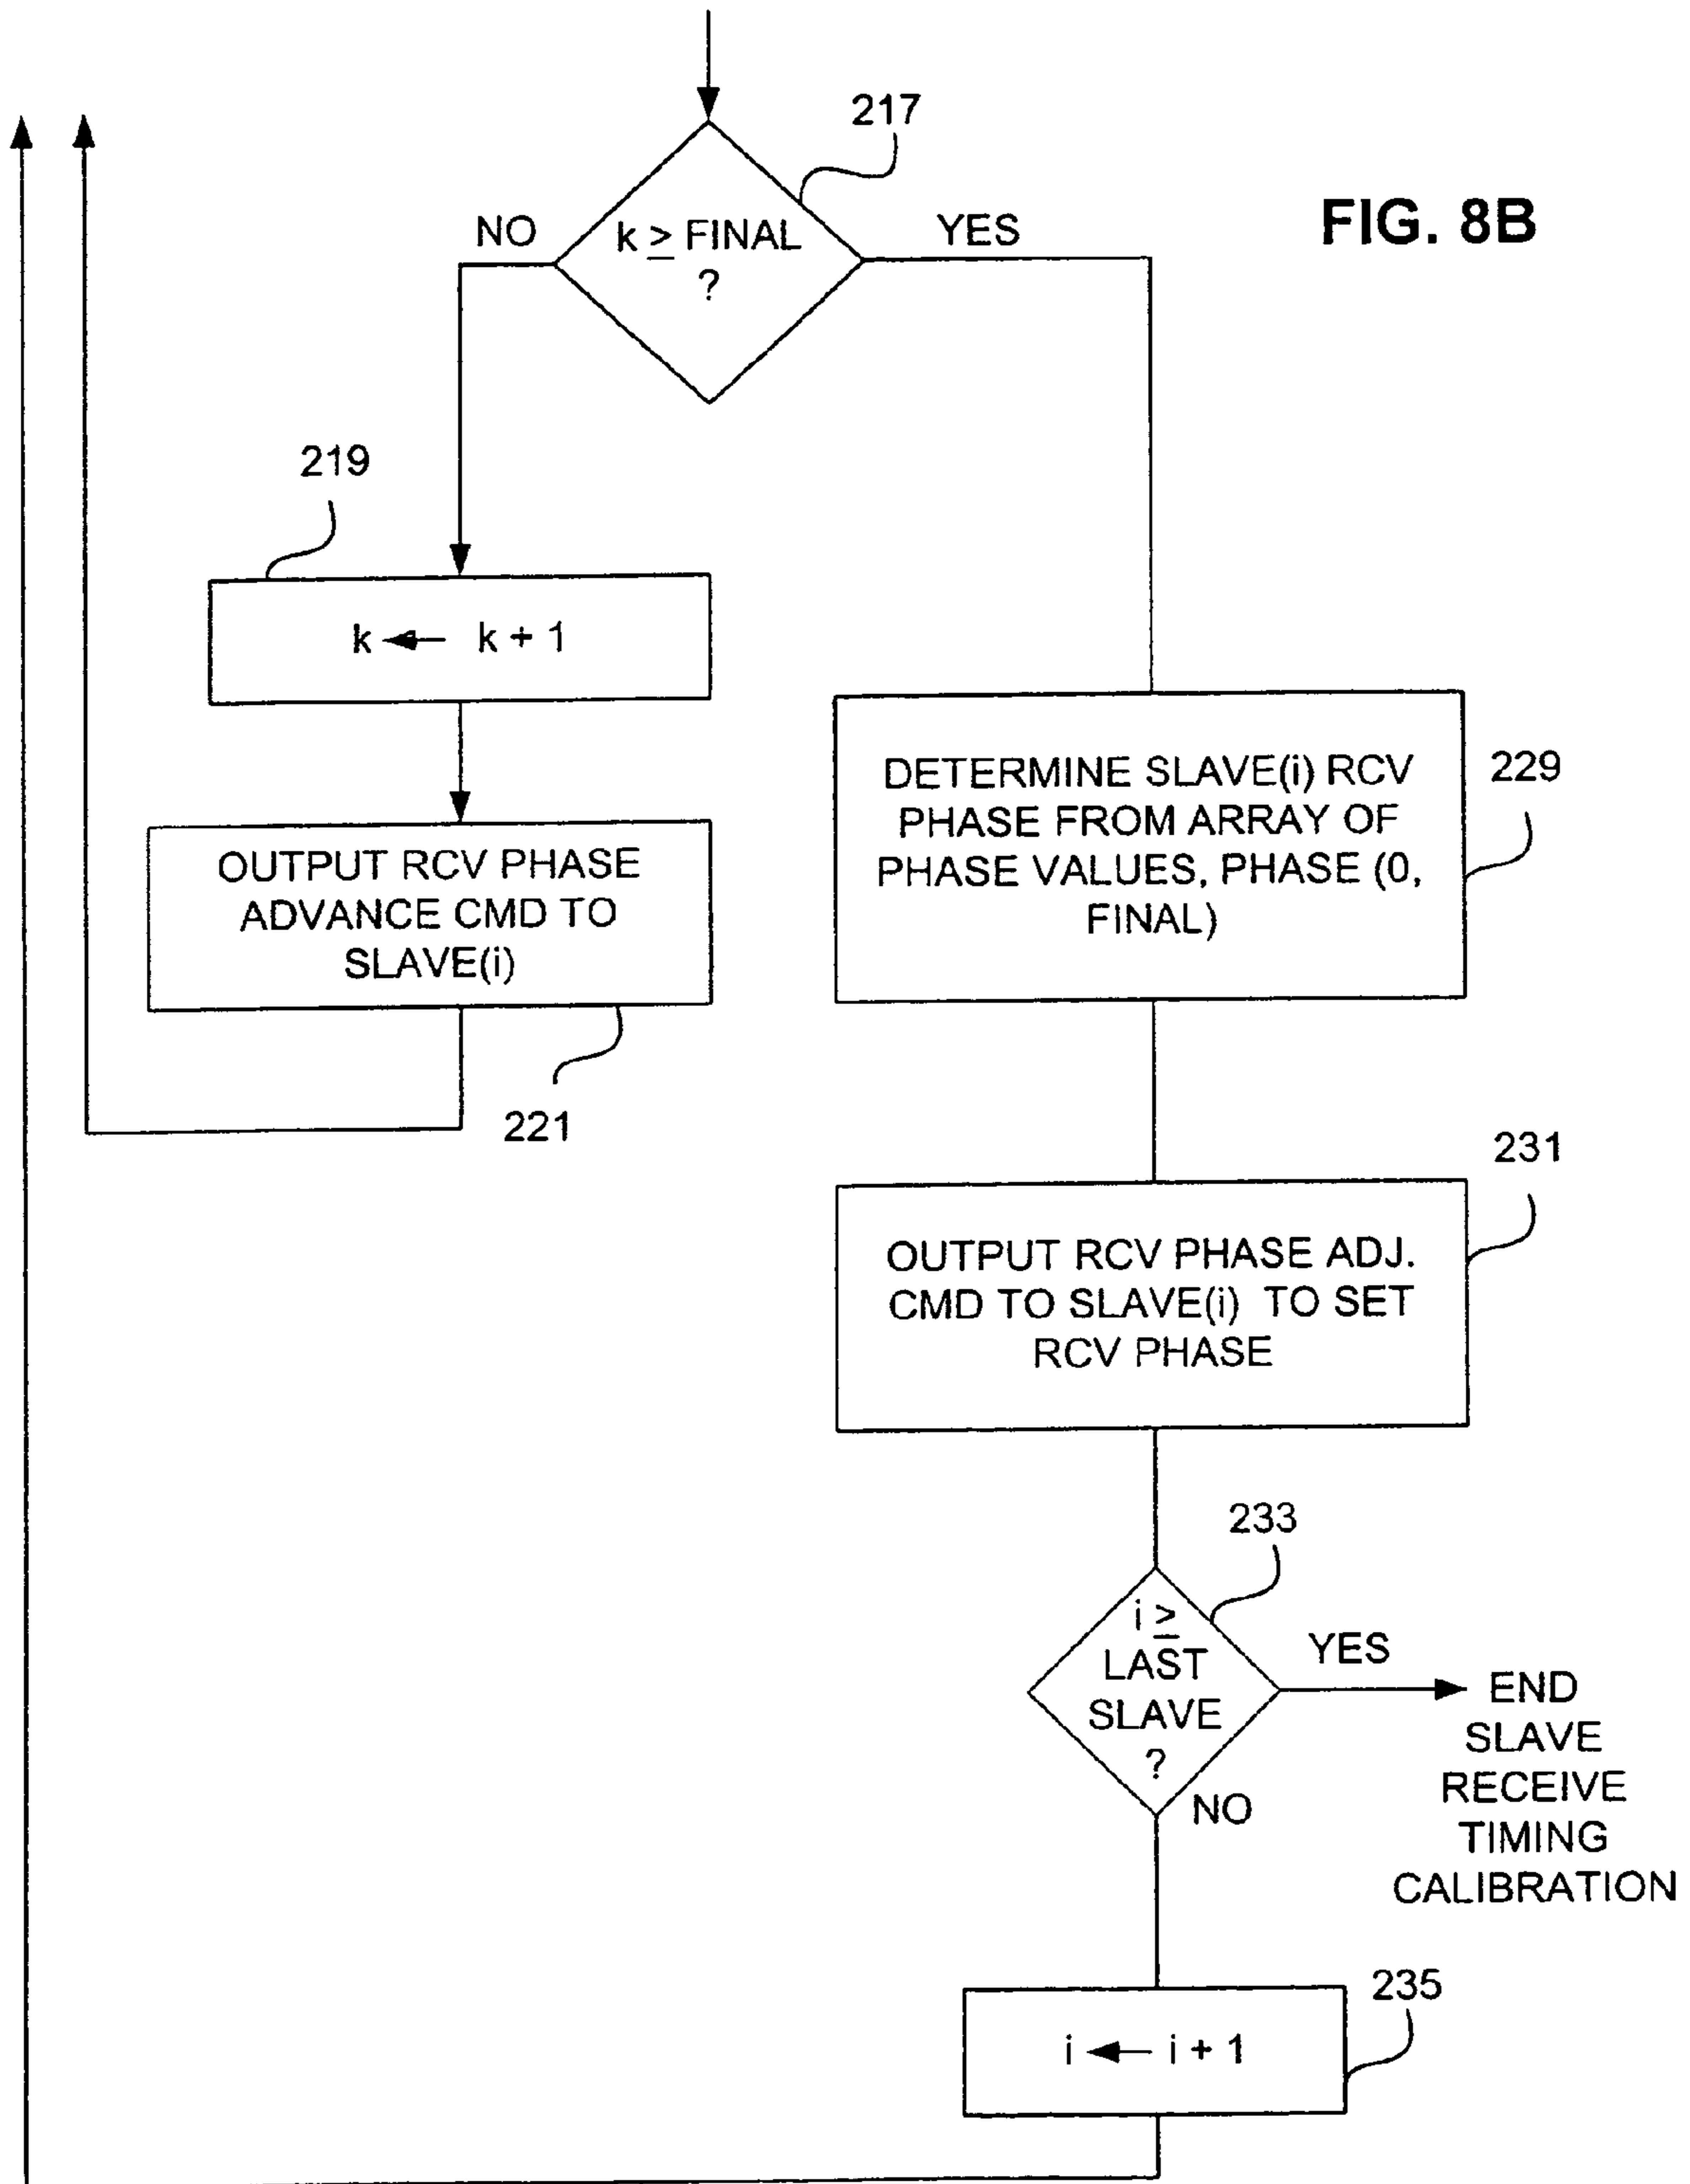 217
FIG. 8B
NO
k ≥ FINAL
?
YES
219
k ← k + 1
OUTPUT RCV PHASE
ADVANCE CMD TO
SLAVE(i)
221
DETERMINE SLAVE(i) RCV
PHASE FROM ARRAY OF
PHASE VALUES, PHASE (0,
FINAL)
229
231
OUTPUT RCV PHASE ADJ.
CMD TO SLAVE(i) TO SET
RCV PHASE
233
i ≥
LAST
SLAVE
?
YES
END
SLAVE
RECEIVE
TIMING
CALIBRATION
NO
235
i ← i + 1